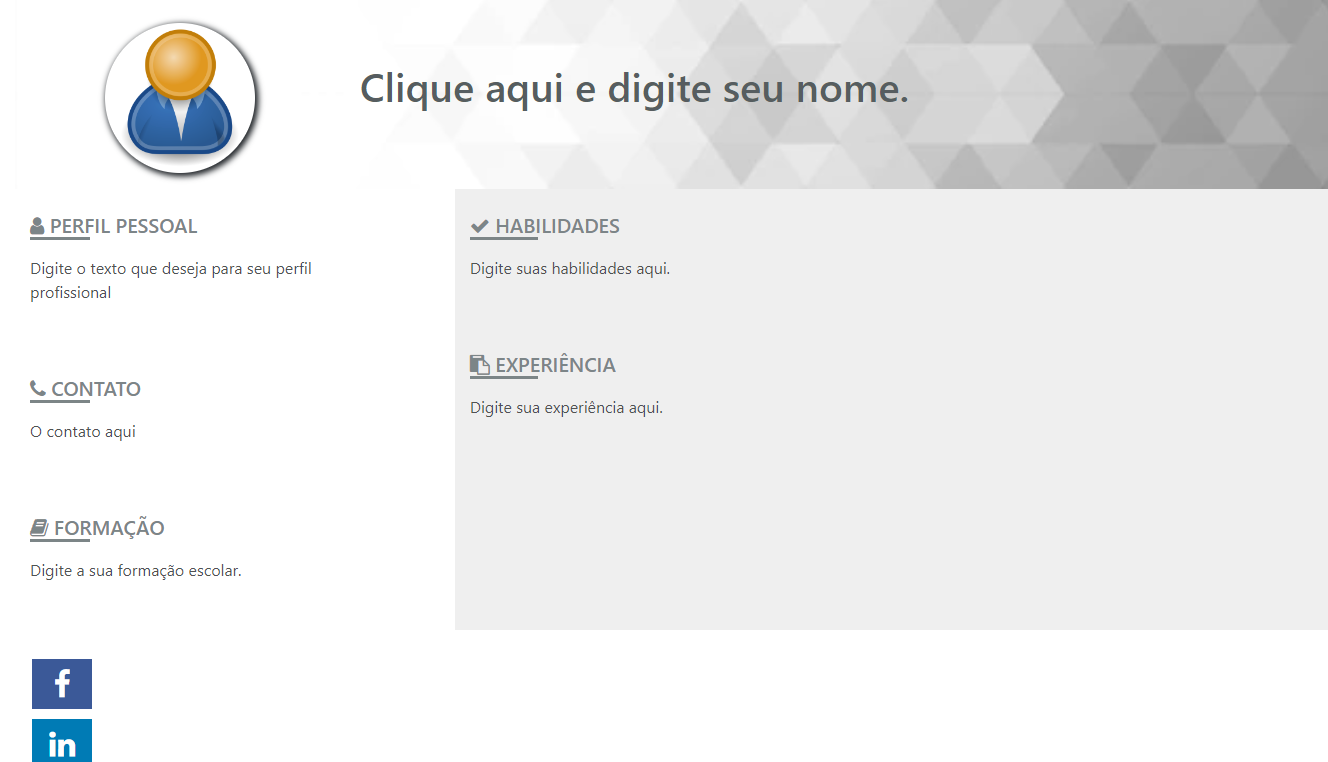 Clique aqui e digite seu nome.
PERFIL PESSOAL
Digite o texto que deseja para seu perfil
profissional
CONTATO
O contato aqui
FORMAÇÃO
Digite a sua formação escolar.
HABILIDADES
Digite suas habilidades aqui.
EXPERIÊNCIA
Digite sua experiência aqui.
f
in